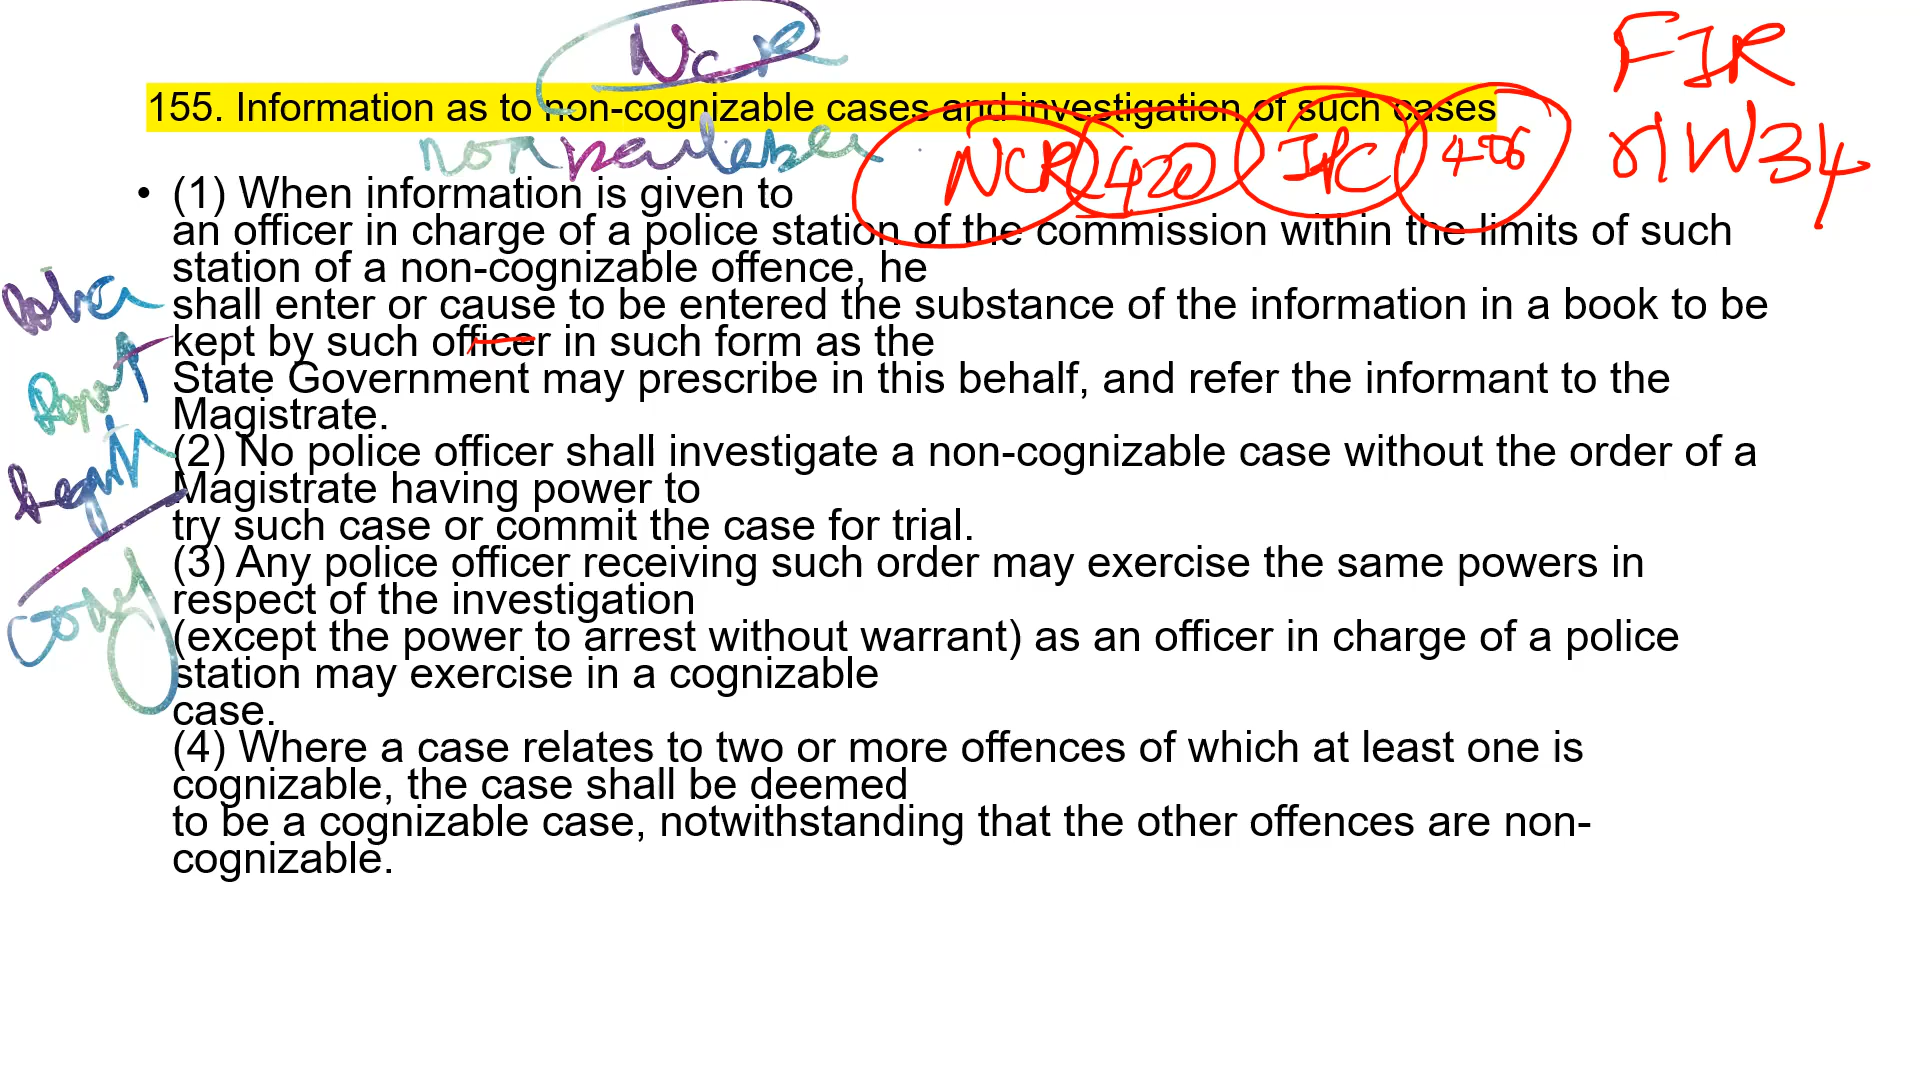 NCR
FIR
155. Information as to non-cognizable cases and investigation of such cases
non
NCR 420 IPC 406
r/W 34
• (1) When information is given to
an officer in charge of a police station of the commission within the limits of such
station of a non-cognizable offence, he
shall enter or cause to be entered the substance of the information in a book to be
kept by such officer in such form as the
State Government may prescribe in this behalf, and refer the informant to the
Magistrate.
(2) No police officer shall investigate a non-cognizable case without the order of a
Magistrate having power to
try such case or commit the case for trial.
(3) Any police officer receiving such order may exercise the same powers in
respect of the investigation
(except the power to arrest without warrant) as an officer in charge of a police
station may exercise in a cognizable
case.
(4) Where a case relates to two or more offences of which at least one is
cognizable, the case shall be deemed
to be a cognizable case, notwithstanding that the other offences are non-
cognizable.